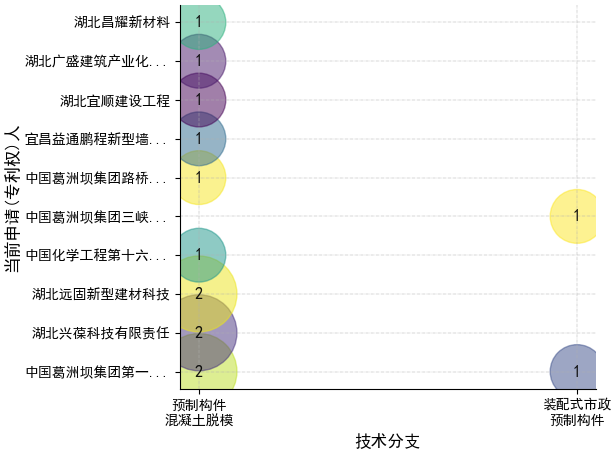 湖北昌耀新材料
1
湖北广盛建筑产业化...
1
湖北宜顺建设工程
1
宜昌益通鹏程新型墙...
1
中国葛洲坝集团路桥...
1
中国葛洲坝集团三峡...
1
中国化学工程第十六...
1
湖北远固新型建材科技
2
湖北兴葆科技有限责任
2
中国葛洲坝集团第一...
2
1
当前申请(专利权)人
预制构件
混凝土脱模
装配式市政
预制构件
技术分支